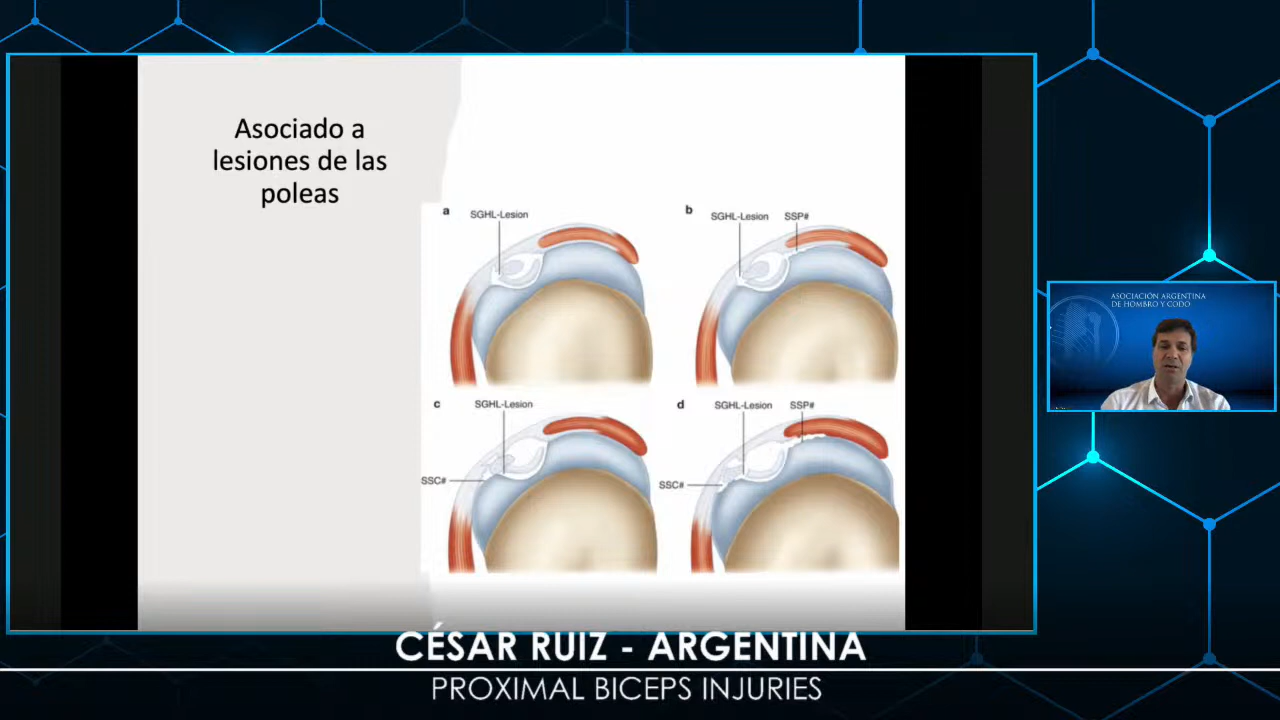 Asociado a
lesiones de las
poleas
a
SGHL-Lesion
b
SGHL-Lesion
SSP#
c
SGHL-Lesion
SSC#
d
SGHL-Lesion
SSP#
SSC#
ASOCIACIÓN ARGENTINA
DE HOMBRO Y CODO
CÉSAR RUIZ - ARGENTINA
PROXIMAL BICEPS INJURIES